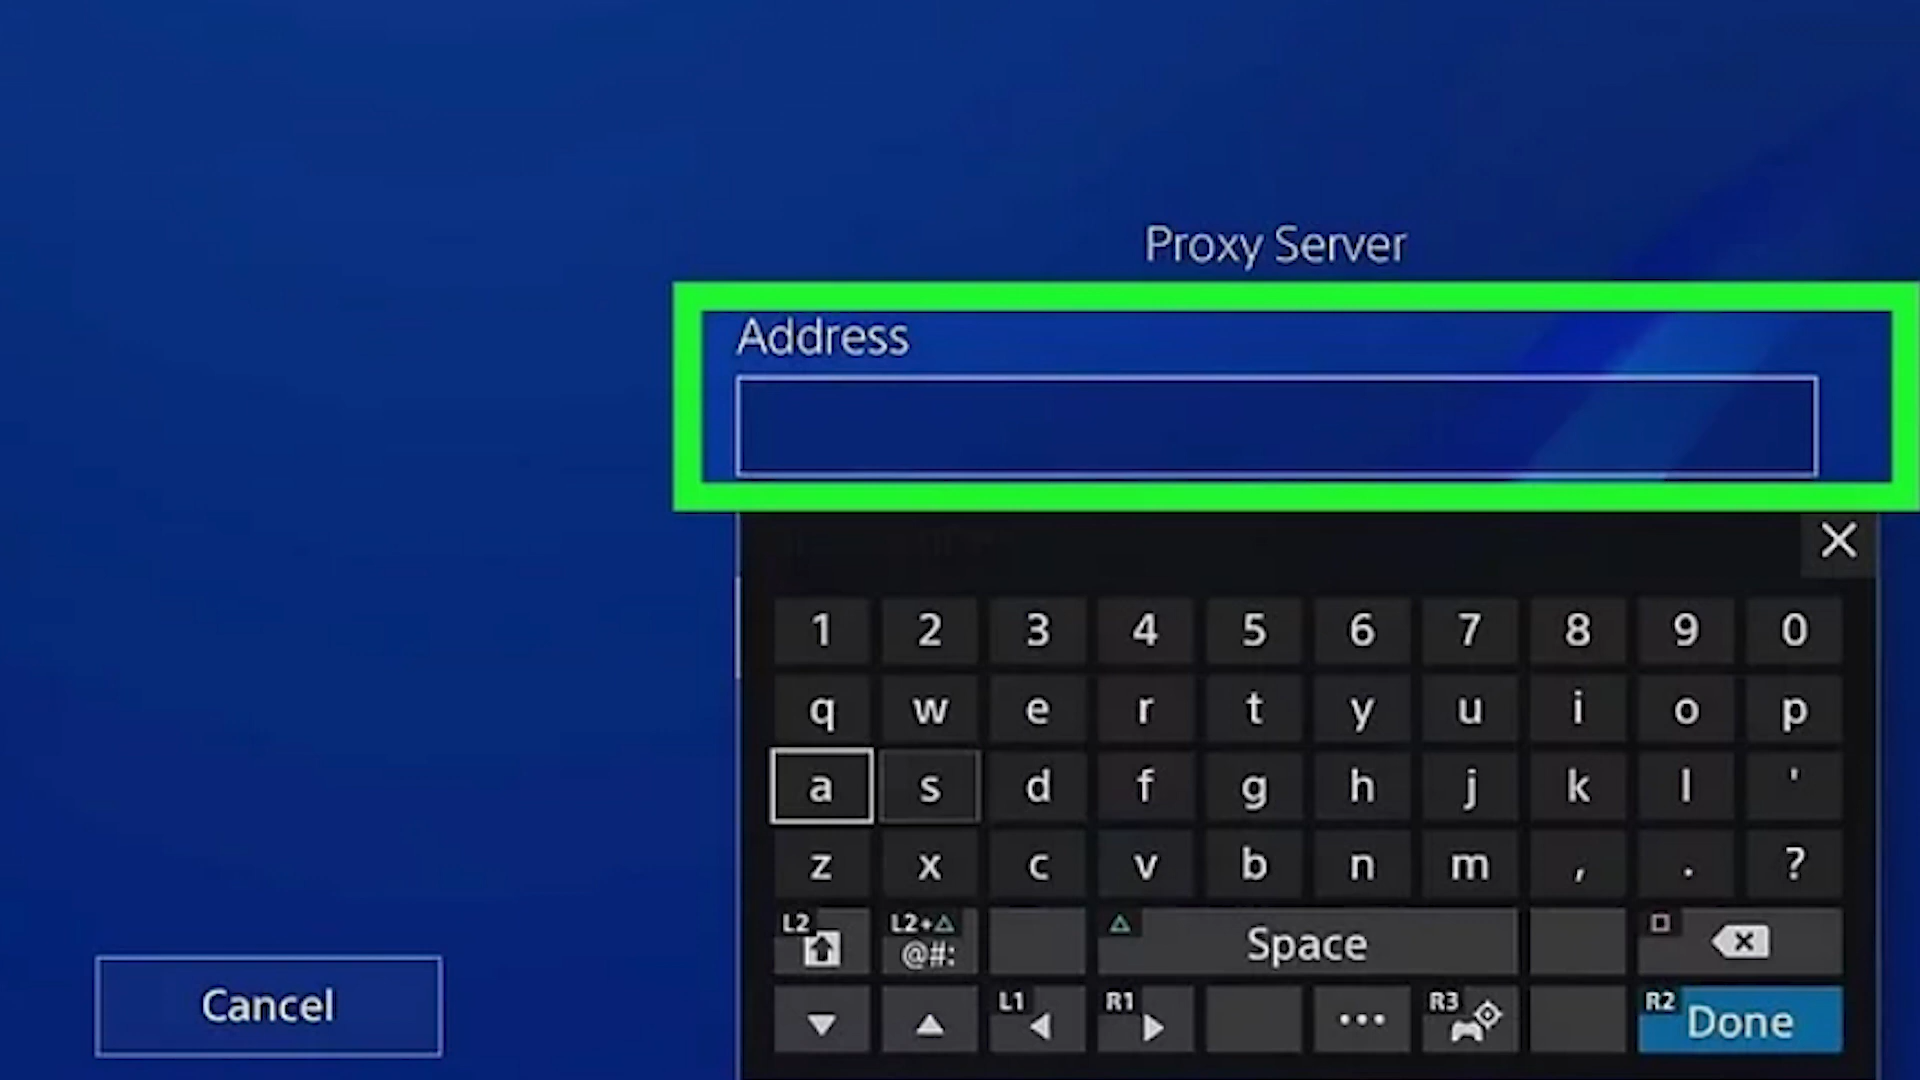 Proxy Server
Address
1 2 3 4 5 6 7 8 9 0
q w e r t y u i o p
a s d f g h j k l '
z x c v b n m , . ?
L2 L2+△ @#: △ Space □
L1 R1 ... R3 R2 Done
Cancel